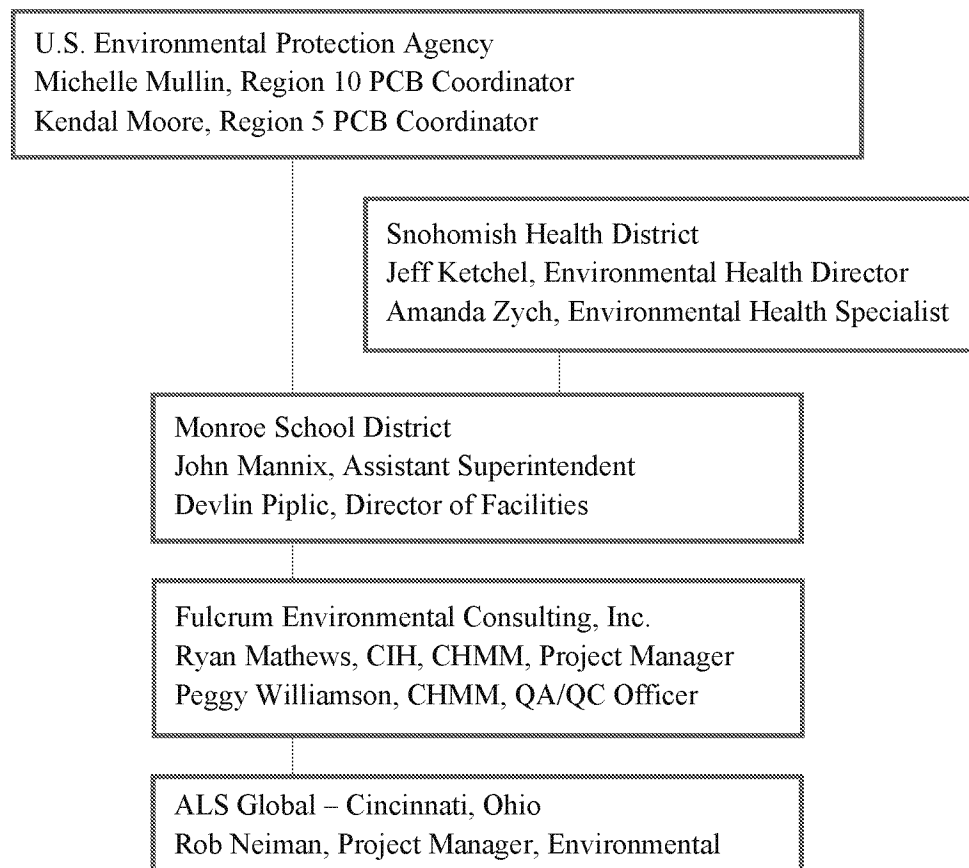 U.S. Environmental Protection Agency
Michelle Mullin, Region 10 PCB Coordinator
Kendal Moore, Region 5 PCB Coordinator
Snohomish Health District
Jeff Ketchel, Environmental Health Director
Amanda Zych, Environmental Health Specialist
Monroe School District
John Mannix, Assistant Superintendent
Devlin Piplic, Director of Facilities
Fulcrum Environmental Consulting, Inc.
Ryan Mathews, CIH, CHMM, Project Manager
Peggy Williamson, CHMM, QA/QC Officer
ALS Global – Cincinnati, Ohio
Rob Neiman, Project Manager, Environmental